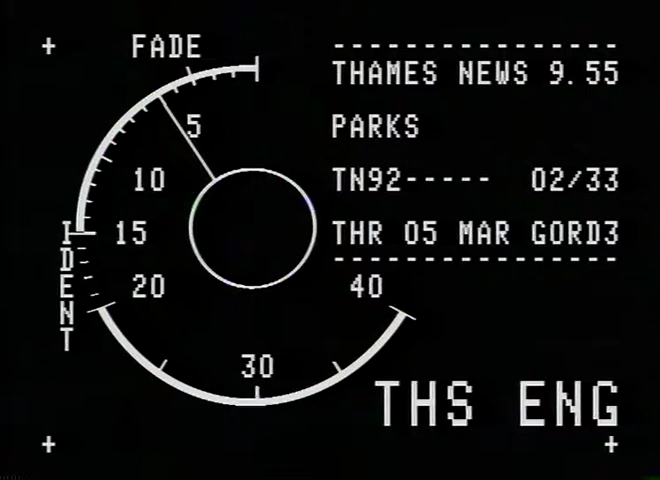 FADE
THAMES NEWS 9.55
5
PARKS
10
TN92----- 02/33
15
THR 05 MAR GORD3
IDENT
20
40
30
THS ENG